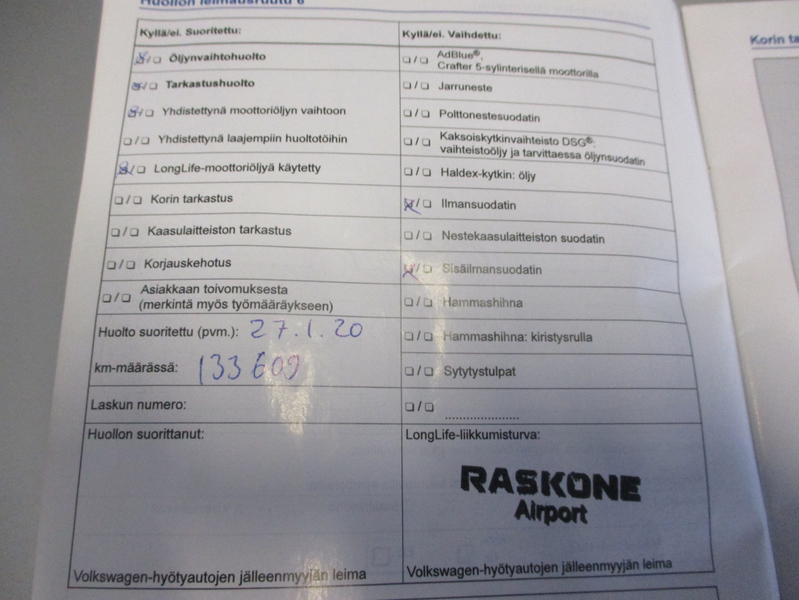 Huollon leimausruutu 6
Korin ta
Kyllä/ei. Suoritettu:
Öljynvaihtohuolto
Tarkastushuolto
Yhdistettynä moottoriöljyn vaihtoon
Yhdistettynä laajempiin huoltotöihin
LongLife-moottoriöljyä käytetty
Korin tarkastus
Kaasulaitteiston tarkastus
Korjauskehotus
Asiakkaan toivomuksesta
(merkintä myös työmääräykseen)
Huolto suoritettu (pvm.): 27.1.20
km-määrässä: 133 609
Laskun numero:
Huollon suorittanut:
Volkswagen-hyötyautojen jälleenmyyjän leima
Kyllä/ei. Vaihdettu:
AdBlue®,
Crafter 5-sylinterisellä moottorilla
Jarruneste
Polttonestesuodatin
Kaksoiskytkinvaihteisto DSG®:
vaihteistoöljy ja tarvittaessa öljynsuodatin
Haldex-kytkin: öljy
Ilmansuodatin
Nestekaasulaitteiston suodatin
Sisäilmansuodatin
Hammashihna
Hammashihna: kiristysrulla
Sytytystulpat
LongLife-liikkumisturva:
RASKONE
Airport
Volkswagen-hyötyautojen jälleenmyyjän leima